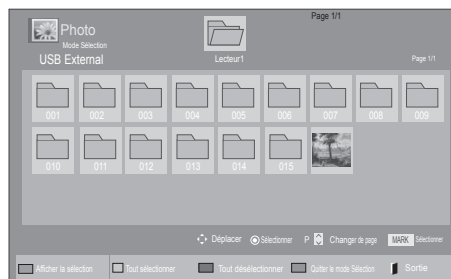 Page 1/1
Photo
Mode Sélection
USB External
Lecteur1
Page 1/1
001 002 003 004 005 006 007 008 009
010 011 012 013 014 015
Déplacer Sélectionner P Changer de page MARK Sélectionner
Afficher la sélection Tout sélectionner Tout désélectionner Quitter le mode Sélection Sortie